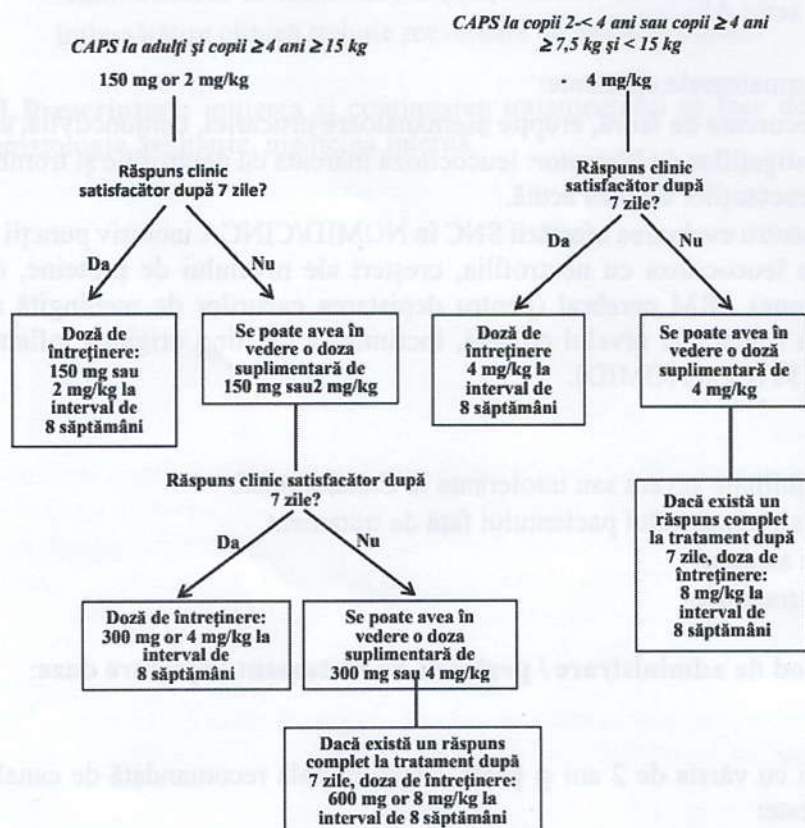 CAPS la adulți și copii ≥ 4 ani ≥ 15 kg
150 mg or 2 mg/kg
Răspuns clinic
satisfăcător după 7 zile?
Da
Nu
Doză de
întreținere:
150 mg sau
2 mg/kg la
interval de
8 săptămâni
Se poate avea în
vedere o doză
suplimentară de
150 mg sau2 mg/kg
Răspuns clinic satisfăcător după
7 zile?
Da
Nu
Doză de întreținere:
300 mg or 4 mg/kg la
interval de
8 săptămâni
Se poate avea în
vedere o doza
suplimentară de
300 mg sau 4 mg/kg
Dacă există un răspuns
complet la tratament după
7 zile, doza de întreținere:
600 mg or 8 mg/kg la
interval de 8 săptămâni
CAPS la copii 2-< 4 ani sau copii ≥ 4 ani
≥ 7,5 kg și < 15 kg
4 mg/kg
Răspuns clinic
satisfăcător după
7 zile?
Da
Nu
Doză de
întreținere
4 mg/kg la
interval de
8 săptămâni
Se poate avea în
vedere o doza
suplimentară de
4 mg/kg
Dacă există un
răspuns complet
la tratament după
7 zile, doza de
întreținere:
8 mg/kg la
interval de
8 săptămâni